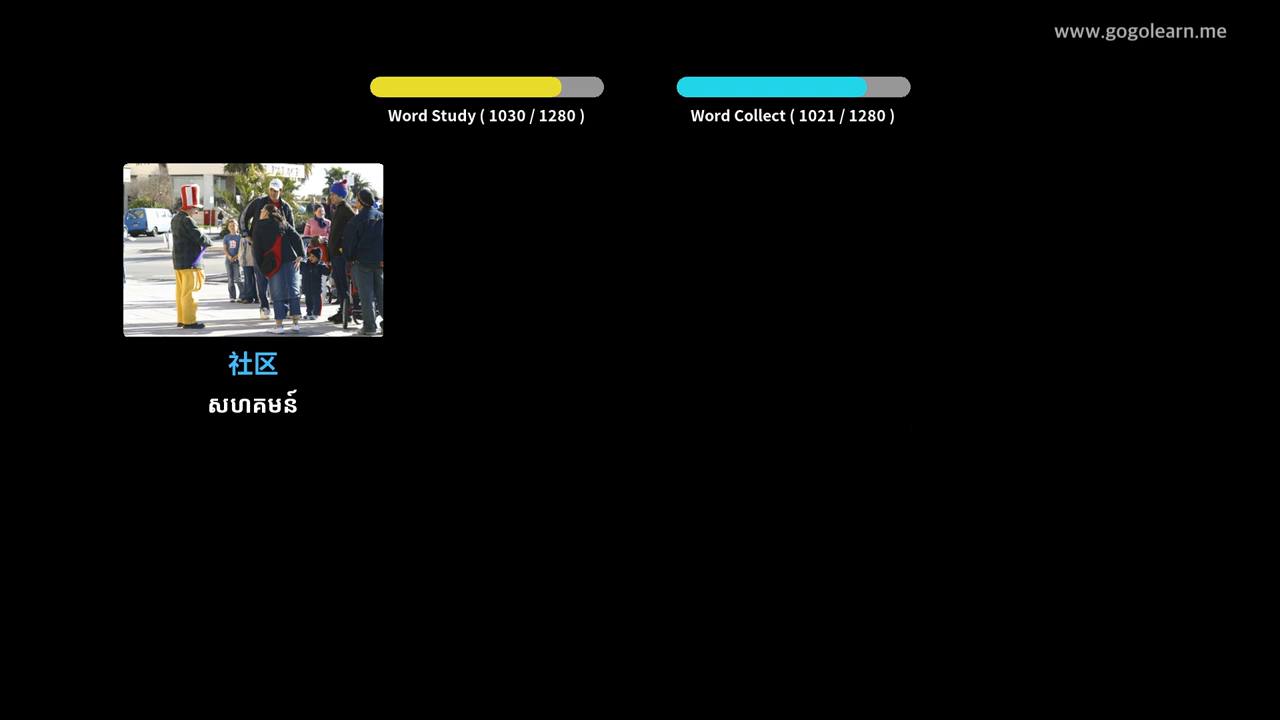 www.gogolearn.me
Word Study ( 1030 / 1280 )
Word Collect ( 1021 / 1280 )
社区
សហគមន៍